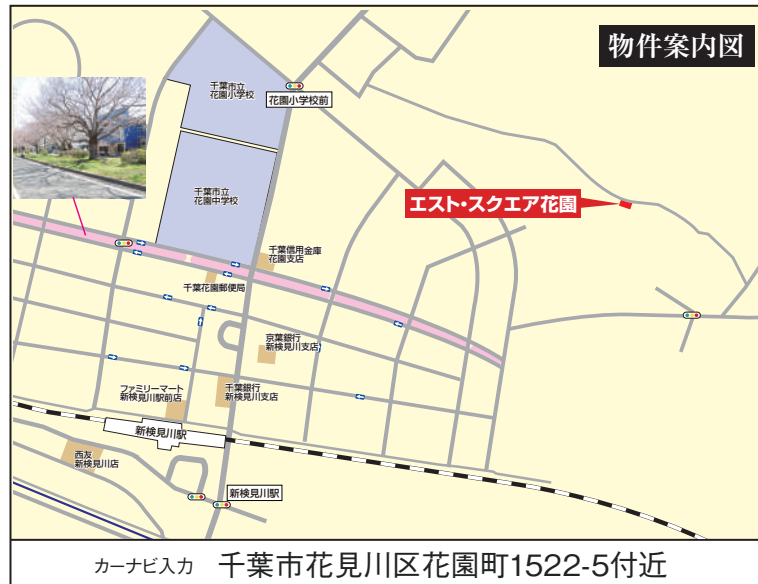 物件案内図
千葉市立
花園小学校
花園小学校前
千葉市立
花園中学校
エスト・スクエア花園
千葉信用金庫
花園支店
千葉花園郵便局
京葉銀行
新検見川支店
ファミリーマート
新検見川駅前店
千葉銀行
新検見川支店
新検見川駅
西友
新検見川店
新検見川駅
カーナビ入力 千葉市花見川区花園町1522-5付近